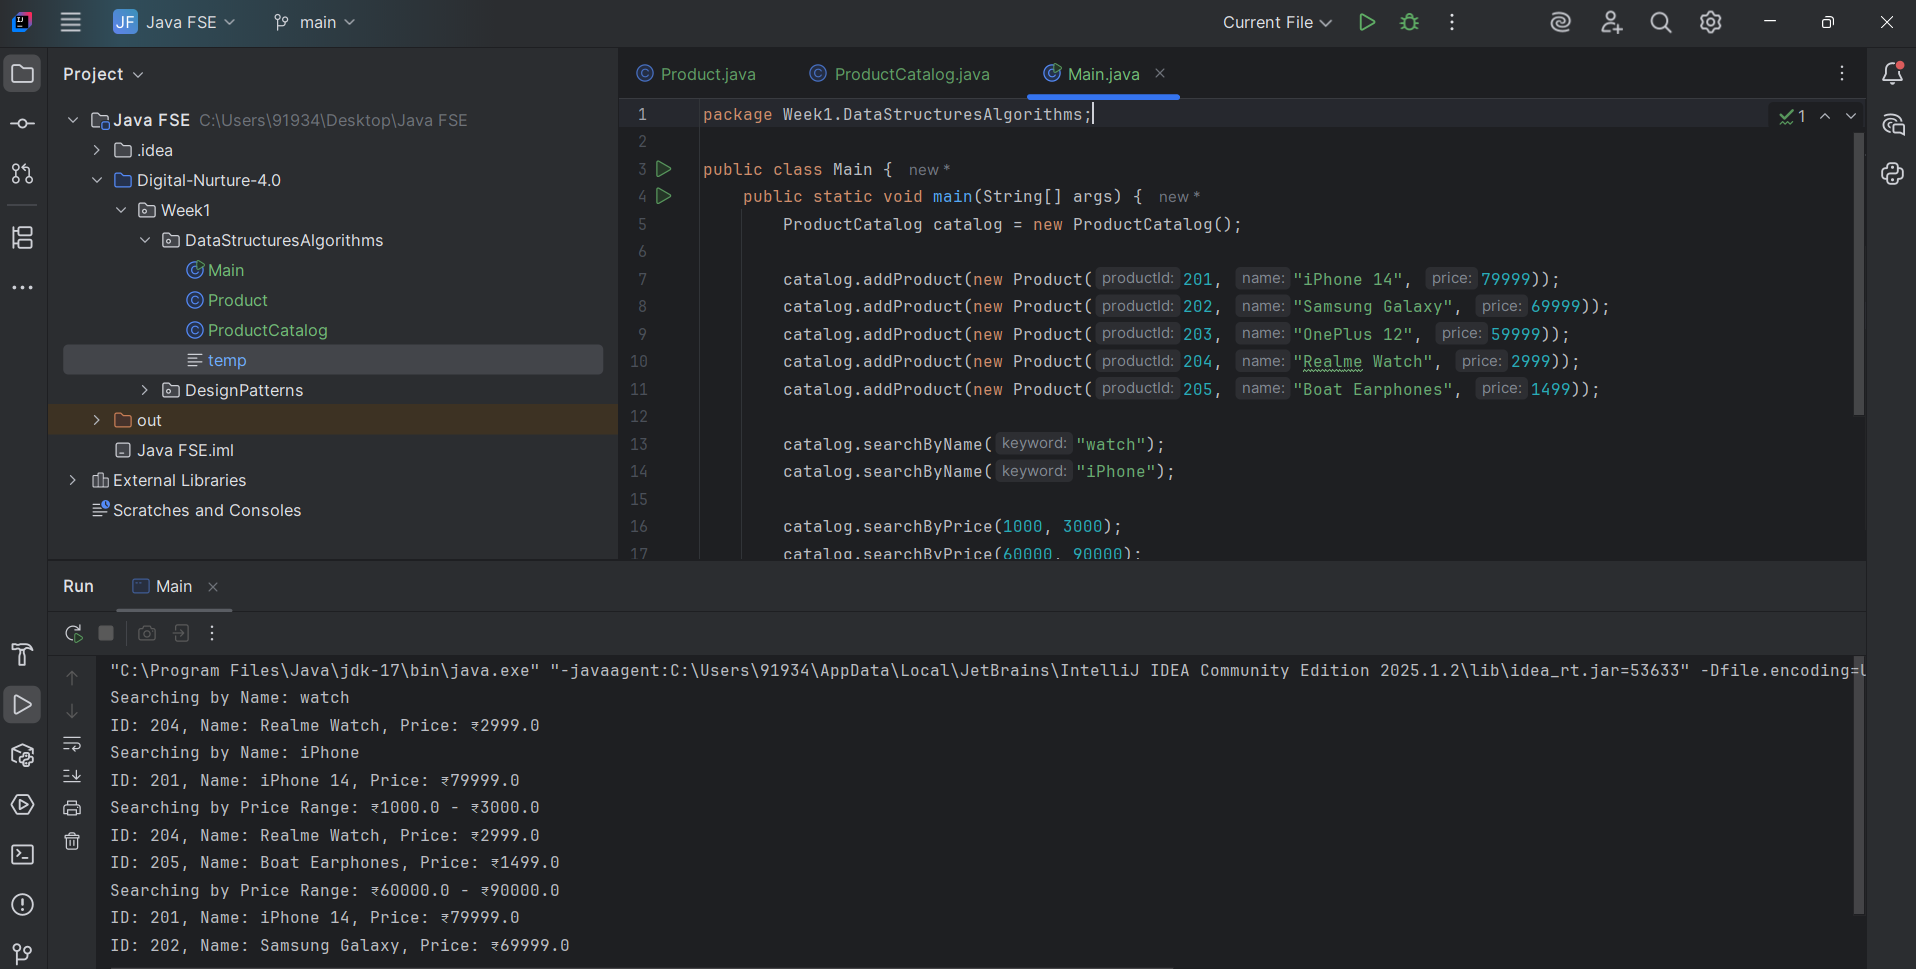 JF Java FSE main Current File
Project
Java FSE C:\Users\91934\Desktop\Java FSE
.idea
Digital-Nurture-4.0
Week1
DataStructuresAlgorithms
Main
Product
ProductCatalog
temp
DesignPatterns
out
Java FSE.iml
External Libraries
Scratches and Consoles
Product.java ProductCatalog.java Main.java
1 package Week1.DataStructuresAlgorithms; 1
2
3 public class Main { new *
4 public static void main(String[] args) { new *
5 ProductCatalog catalog = new ProductCatalog();
6
7 catalog.addProduct(new Product( productId: 201, name: "iPhone 14", price: 79999));
8 catalog.addProduct(new Product( productId: 202, name: "Samsung Galaxy", price: 69999));
9 catalog.addProduct(new Product( productId: 203, name: "OnePlus 12", price: 59999));
10 catalog.addProduct(new Product( productId: 204, name: "Realme Watch", price: 2999));
11 catalog.addProduct(new Product( productId: 205, name: "Boat Earphones", price: 1499));
12
13 catalog.searchByName( keyword: "watch");
14 catalog.searchByName( keyword: "iPhone");
15
16 catalog.searchByPrice(1000, 3000);
17 catalog.searchByPrice(60000, 90000);
Run Main
"C:\Program Files\Java\jdk-17\bin\java.exe" "-javaagent:C:\Users\91934\AppData\Local\JetBrains\IntelliJ IDEA Community Edition 2025.1.2\lib\idea_rt.jar=53633" -Dfile.encoding=U
Searching by Name: watch
ID: 204, Name: Realme Watch, Price: ₹2999.0
Searching by Name: iPhone
ID: 201, Name: iPhone 14, Price: ₹79999.0
Searching by Price Range: ₹1000.0 - ₹3000.0
ID: 204, Name: Realme Watch, Price: ₹2999.0
ID: 205, Name: Boat Earphones, Price: ₹1499.0
Searching by Price Range: ₹60000.0 - ₹90000.0
ID: 201, Name: iPhone 14, Price: ₹79999.0
ID: 202, Name: Samsung Galaxy, Price: ₹69999.0